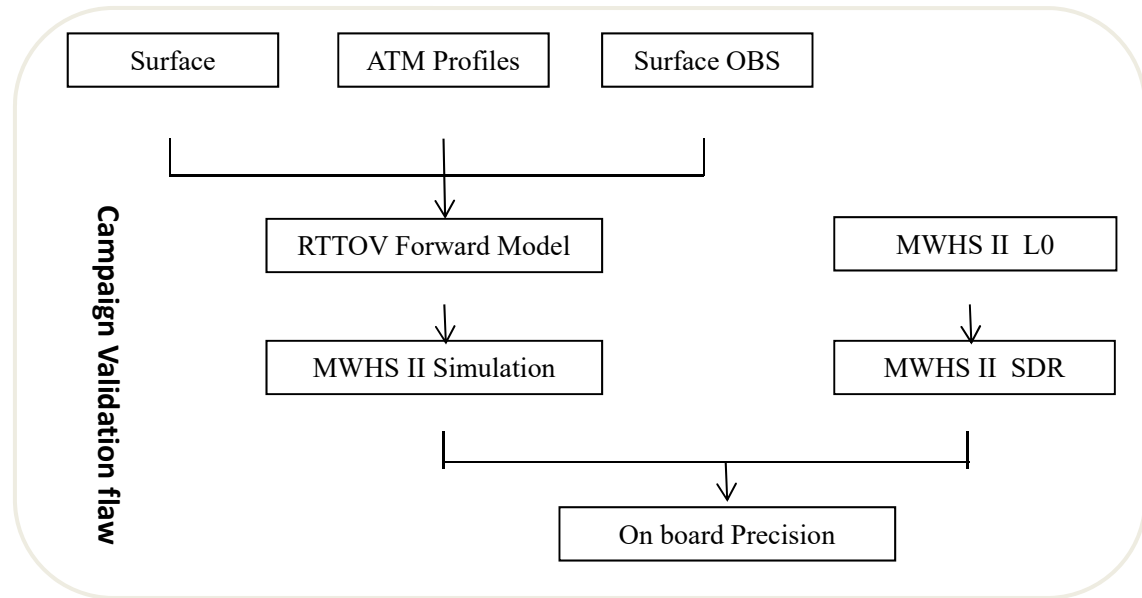 Surface
ATM Profiles
Surface OBS
Campaign Validation flaw
RTTOV Forward Model
MWHS II L0
MWHS II Simulation
MWHS II SDR
On board Precision